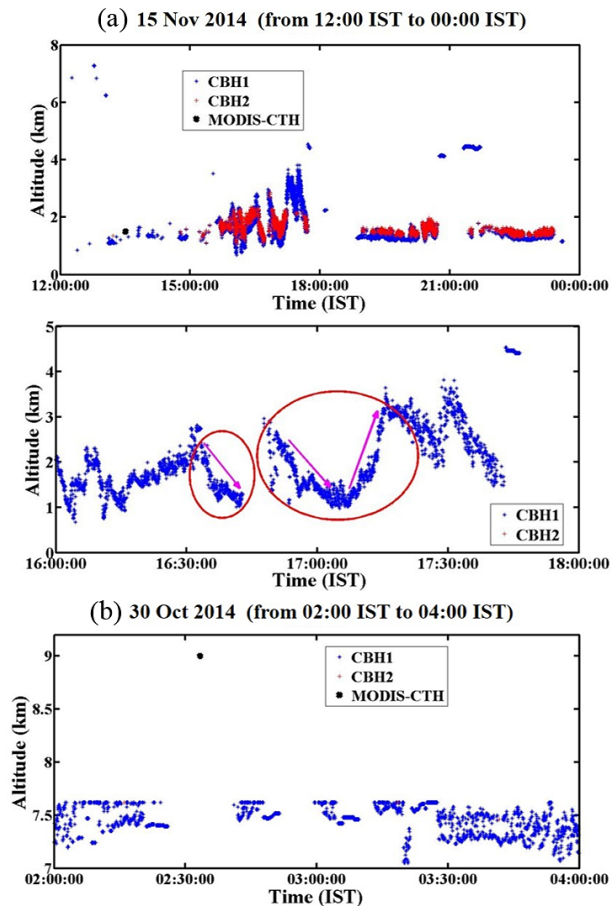 (a) 15 Nov 2014 (from 12:00 IST to 00:00 IST)
8
6
4
2
0
Altitude (km)
CBH1
CBH2
MODIS-CTH
12:00:00 15:00:00 18:00:00 21:00:00 00:00:00
Time (IST)
5
4
3
2
1
0
Altitude (km)
CBH1
CBH2
16:00:00 16:30:00 17:00:00 17:30:00 18:00:00
Time (IST)
(b) 30 Oct 2014 (from 02:00 IST to 04:00 IST)
9
8.5
8
7.5
7
Altitude (km)
CBH1
CBH2
MODIS-CTH
02:00:00 02:30:00 03:00:00 03:30:00 04:00:00
Time (IST)